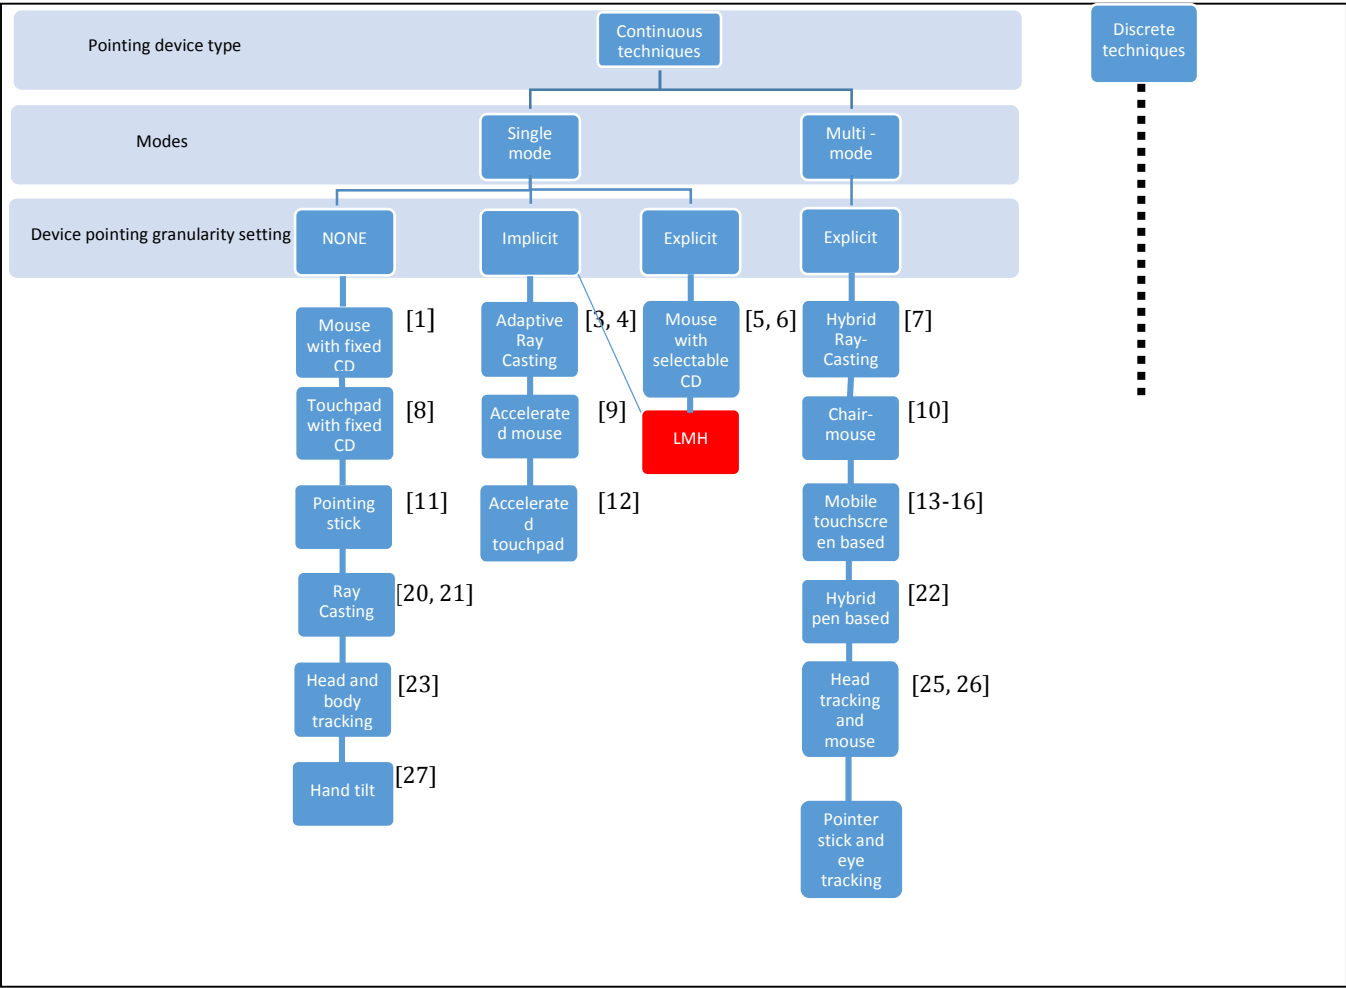 Pointing device type
Continuous
techniques
Discrete
techniques
Modes
Single
mode
Multi -
mode
Device pointing granularity setting
NONE
Implicit
Explicit
Explicit
Mouse
with fixed
CD
[1]
Touchpad
with fixed
CD
[8]
Pointing
stick
[11]
Ray
Casting
[20, 21]
Head and
body
tracking
[23]
Hand tilt
[27]
Adaptive
Ray
Casting
[3, 4]
Accelerate
d mouse
[9]
Accelerate
d
touchpad
[12]
Mouse
with
selectable
CD
[5, 6]
LMH
Hybrid
Ray-
Casting
[7]
Chair-
mouse
[10]
Mobile
touchscre
en based
[13-16]
Hybrid
pen based
[22]
Head
tracking
and
mouse
[25, 26]
Pointer
stick and
eye
tracking